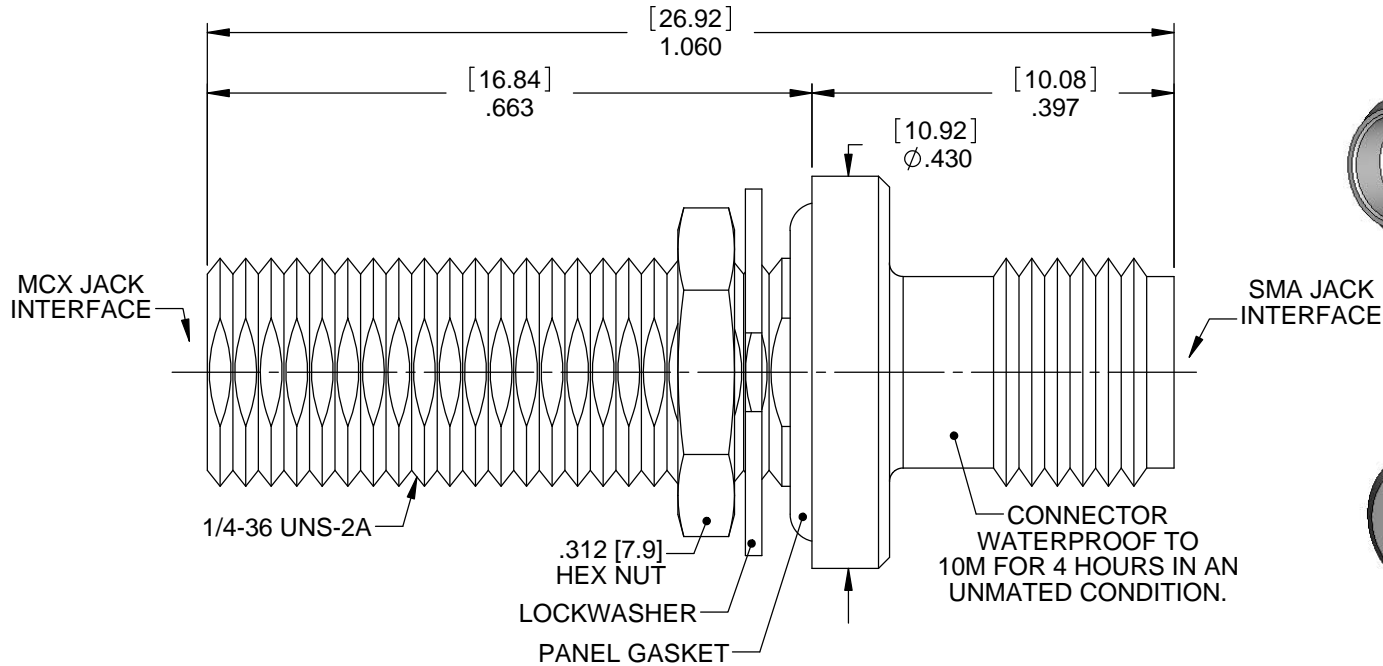 [26.92]
1.060
[16.84]
.663
[10.08]
.397
[10.92]
∅.430
MCX JACK
INTERFACE
SMA JACK
INTERFACE
1/4-36 UNS-2A
.312 [7.9]
HEX NUT
LOCKWASHER
PANEL GASKET
CONNECTOR
WATERPROOF TO
10M FOR 4 HOURS IN AN
UNMATED CONDITION.